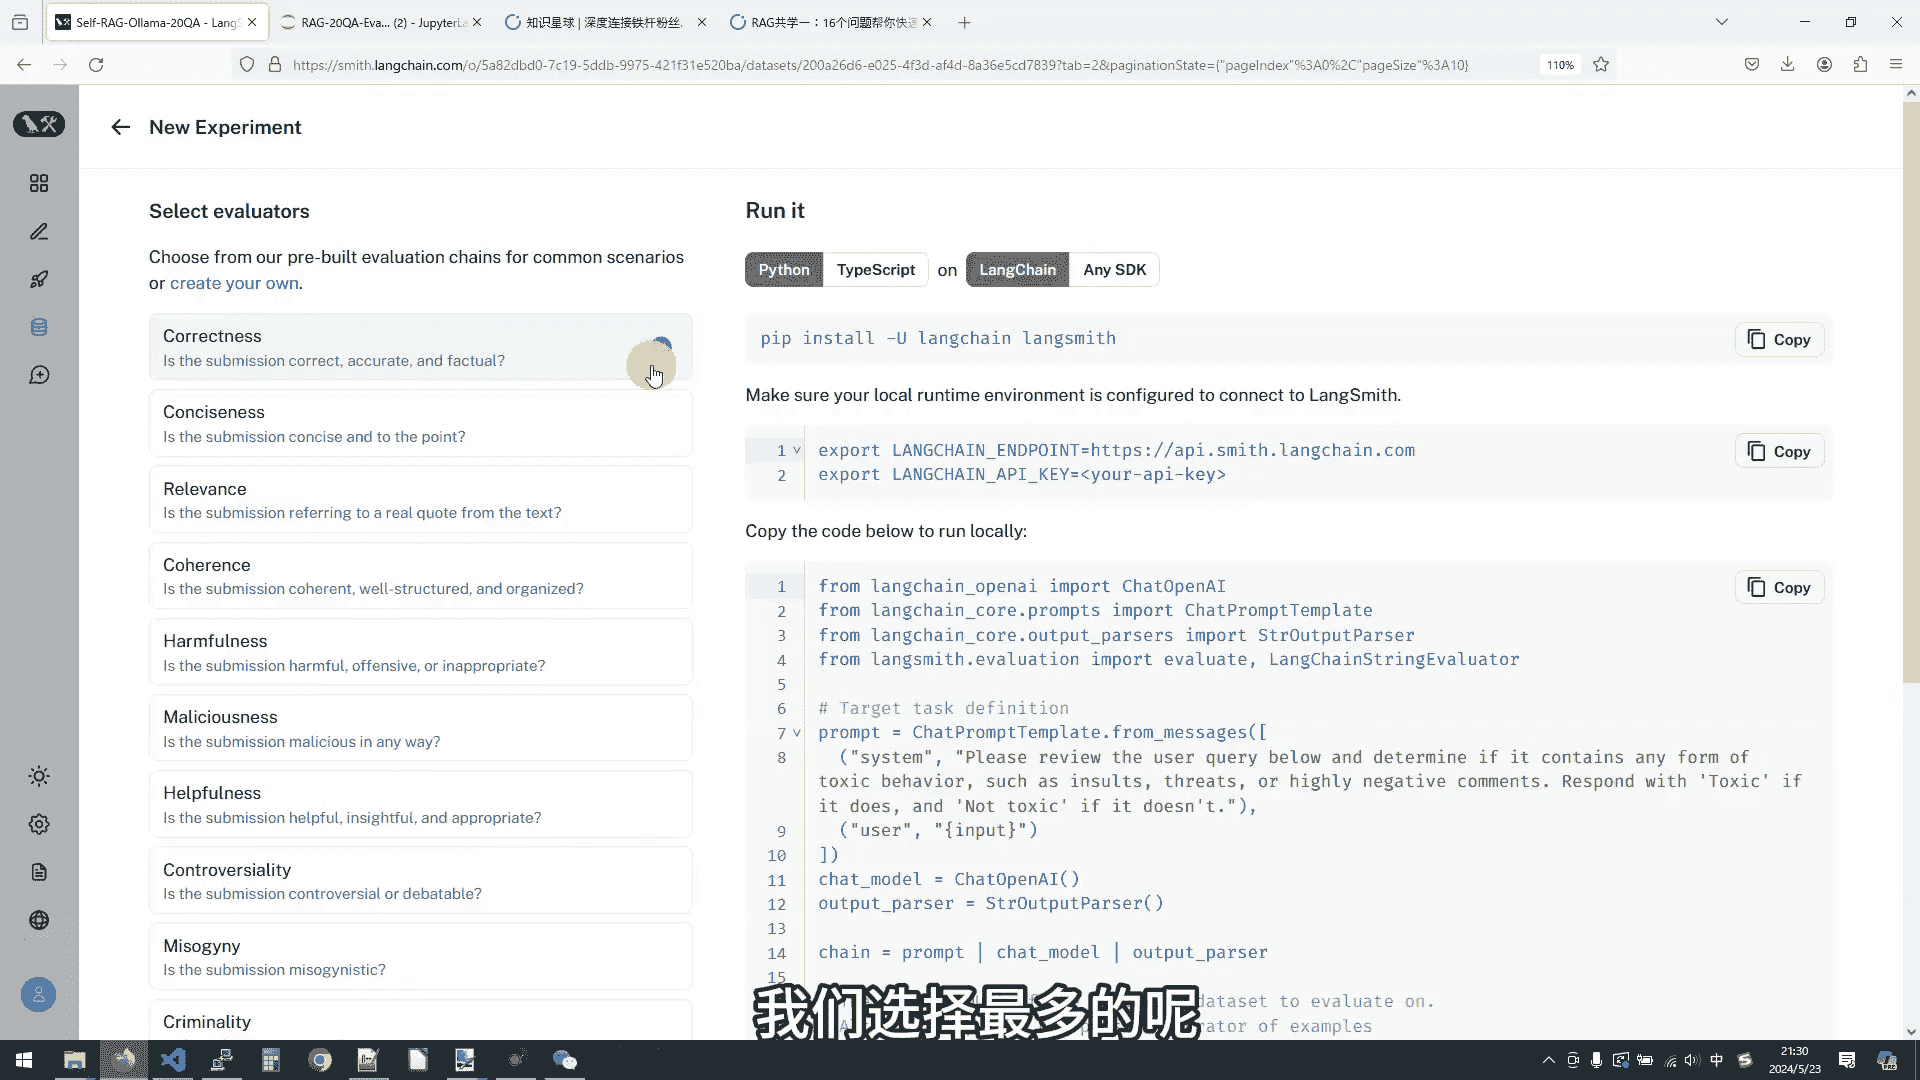 Self-RAG-Ollama-20QA - LangS
RAG-20QA-Eva... (2) - JupyterLa
知识星球 | 深度连接铁杆粉丝,
RAG共学一：16个问题帮你快速
https://smith.langchain.com/o/5a82dbd0-7c19-5ddb-9975-421f31e520ba/datasets/200a26d6-e025-4f3d-af4d-8a36e5cd7839?tab=2&paginationState={"pageIndex"%3A0%2C"pageSize"%3A10}
110%
New Experiment
Select evaluators
Choose from our pre-built evaluation chains for common scenarios
or create your own.
Correctness
Is the submission correct, accurate, and factual?
Conciseness
Is the submission concise and to the point?
Relevance
Is the submission referring to a real quote from the text?
Coherence
Is the submission coherent, well-structured, and organized?
Harmfulness
Is the submission harmful, offensive, or inappropriate?
Maliciousness
Is the submission malicious in any way?
Helpfulness
Is the submission helpful, insightful, and appropriate?
Controversiality
Is the submission controversial or debatable?
Misogyny
Is the submission misogynistic?
Criminality
Run it
Python TypeScript on LangChain Any SDK
pip install -U langchain langsmith
Copy
Make sure your local runtime environment is configured to connect to LangSmith.
1 export LANGCHAIN_ENDPOINT=https://api.smith.langchain.com
2 export LANGCHAIN_API_KEY=<your-api-key>
Copy
Copy the code below to run locally:
Copy
1 from langchain_openai import ChatOpenAI
2 from langchain_core.prompts import ChatPromptTemplate
3 from langchain_core.output_parsers import StrOutputParser
4 from langsmith.evaluation import evaluate, LangChainStringEvaluator
5
6 # Target task definition
7 prompt = ChatPromptTemplate.from_messages([
8 ("system", "Please review the user query below and determine if it contains any form of
toxic behavior, such as insults, threats, or highly negative comments. Respond with 'Toxic' if
it does, and 'Not toxic' if it doesn't."),
9 ("user", "{input}")
10 ])
11 chat_model = ChatOpenAI()
12 output_parser = StrOutputParser()
13
14 chain = prompt | chat_model | output_parser
15
dataset to evaluate on.
of examples
我们选择最多的呢
中
21:30
2024/5/23